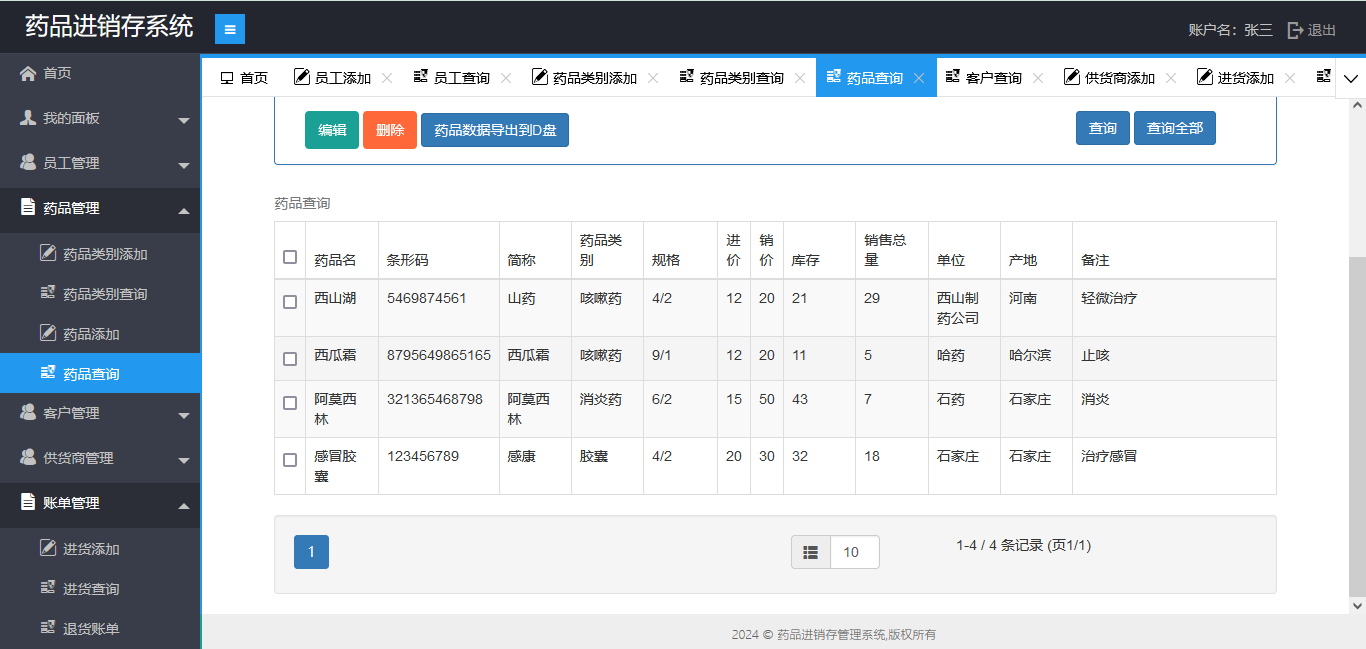 药品进销存系统
账户名：张三 退出
首页 员工添加 员工查询 药品类别添加 药品类别查询 药品查询 客户查询 供货商添加 进货添加
首页
我的面板
员工管理
药品管理
药品类别添加
药品类别查询
药品添加
药品查询
客户管理
供货商管理
账单管理
进货添加
进货查询
退货账单
编辑 删除 药品数据导出到D盘 查询 查询全部
药品查询
药品名 条形码 简称 药品类别 规格 进价 销价 库存 销售总量 单位 产地 备注
西山湖 5469874561 山药 咳嗽药 4/2 12 20 21 29 西山制药公司 河南 轻微治疗
西瓜霜 8795649865165 西瓜霜 咳嗽药 9/1 12 20 11 5 哈药 哈尔滨 止咳
阿莫西林 321365468798 阿莫西林 消炎药 6/2 15 50 43 7 石药 石家庄 消炎
感冒胶囊 123456789 感康 胶囊 4/2 20 30 32 18 石家庄 石家庄 治疗感冒
1 10 1-4 / 4 条记录 (页1/1)
2024 © 药品进销存管理系统,版权所有